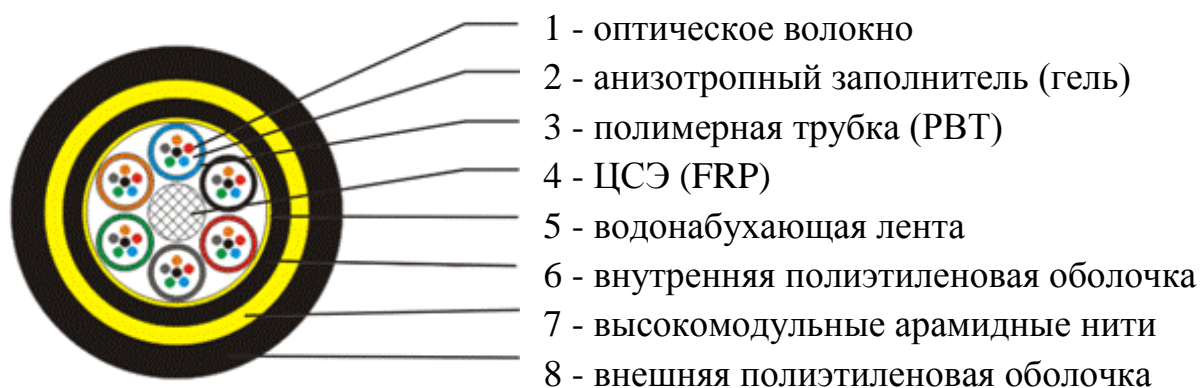 1 - оптическое волокно
2 - анизотропный заполнитель (гель)
3 - полимерная трубка (PBT)
4 - ЦСЭ (FRP)
5 - водонабухающая лента
6 - внутренняя полиэтиленовая оболочка
7 - высокомодульные арамидные нити
8 - внешняя полиэтиленовая оболочка